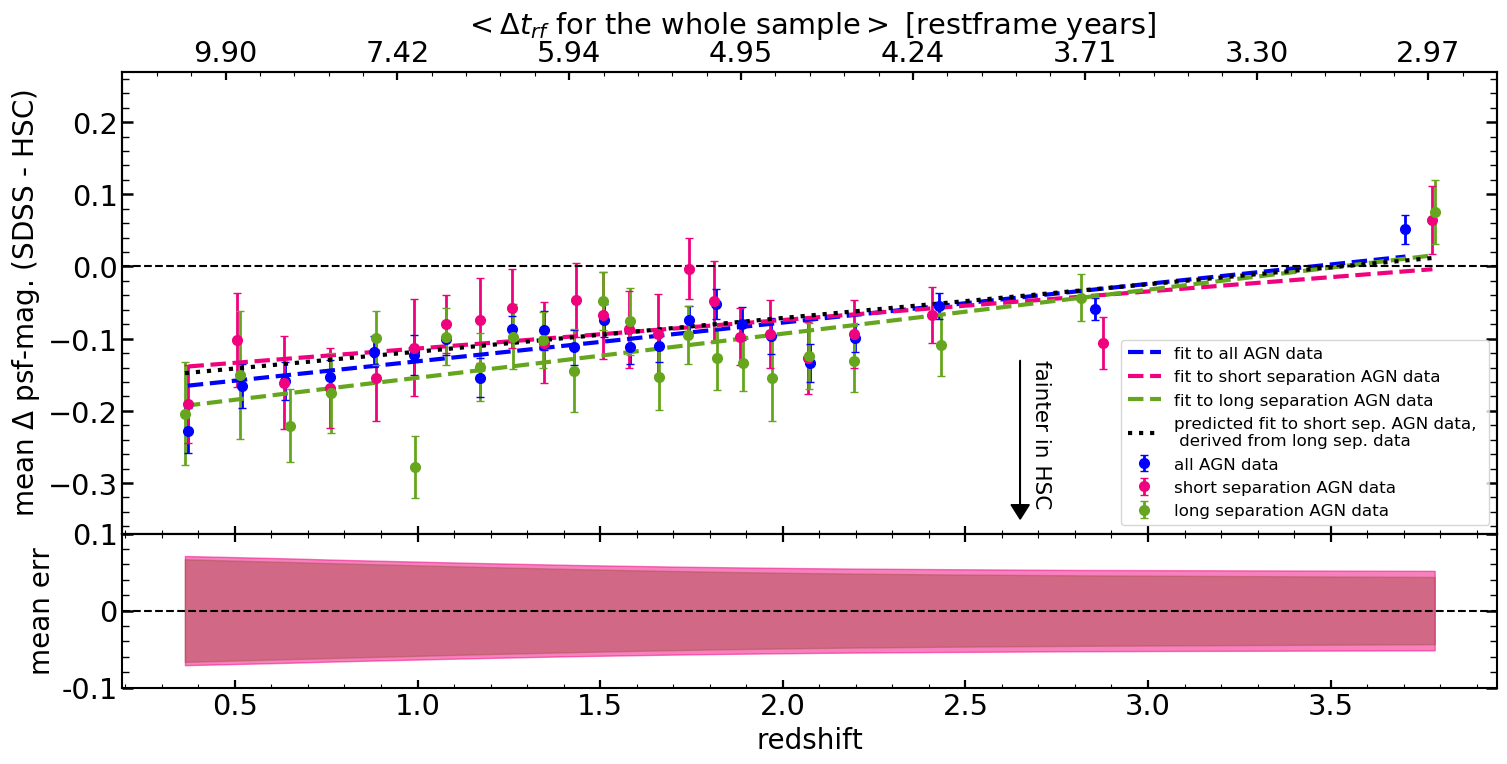 < Δt_rf for the whole sample > [restframe years]
9.90 7.42 5.94 4.95 4.24 3.71 3.30 2.97
mean Δ psf-mag. (SDSS - HSC)
0.2
0.1
0.0
−0.1
−0.2
−0.3
fainter in HSC
fit to all AGN data
fit to short separation AGN data
fit to long separation AGN data
predicted fit to short sep. AGN data,
derived from long sep. data
all AGN data
short separation AGN data
long separation AGN data
mean err
0.1
0
-0.1
0.5 1.0 1.5 2.0 2.5 3.0 3.5
redshift